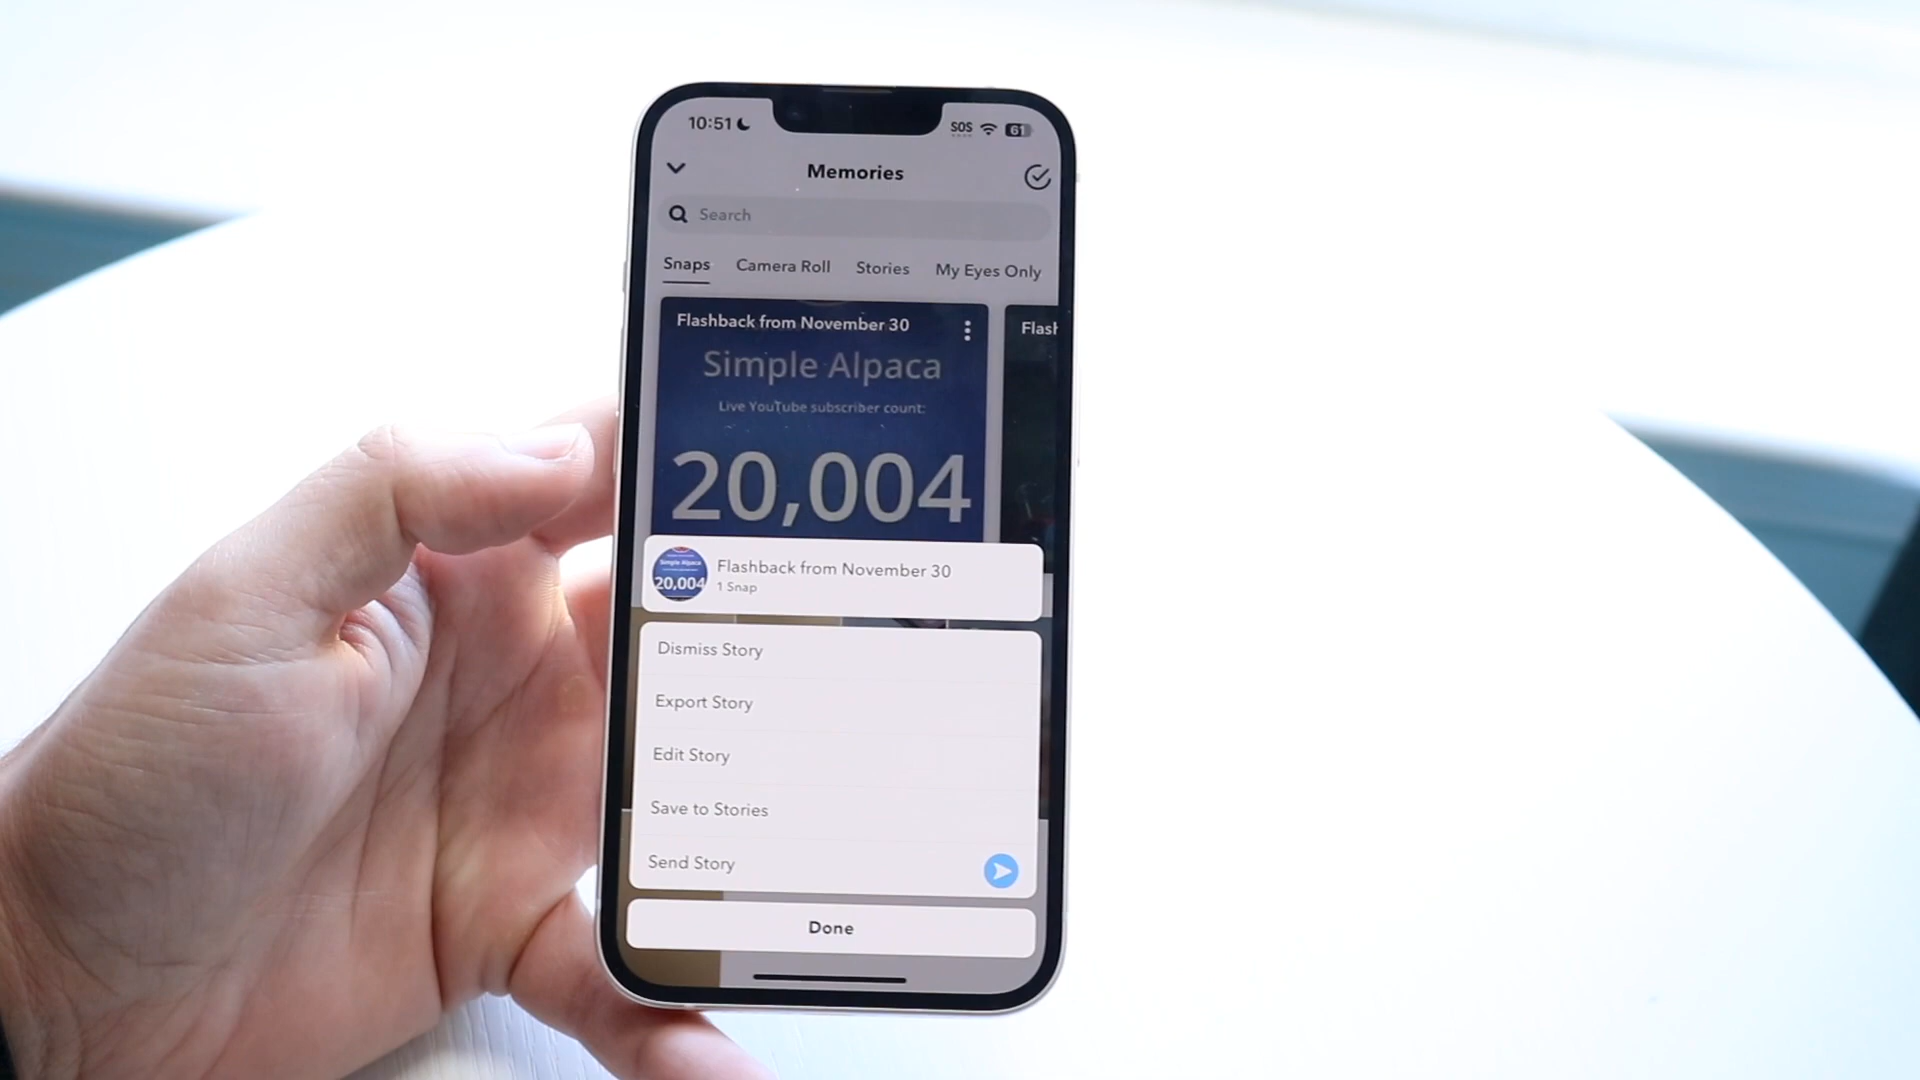 10:51
SOS
61
Memories
Search
Snaps
Camera Roll
Stories
My Eyes Only
Flashback from November 30
Flash
Simple Alpaca
Live YouTube subscriber count:
20,004
Simple Alpaca
20,004
Flashback from November 30
1 Snap
Dismiss Story
Export Story
Edit Story
Save to Stories
Send Story
Done